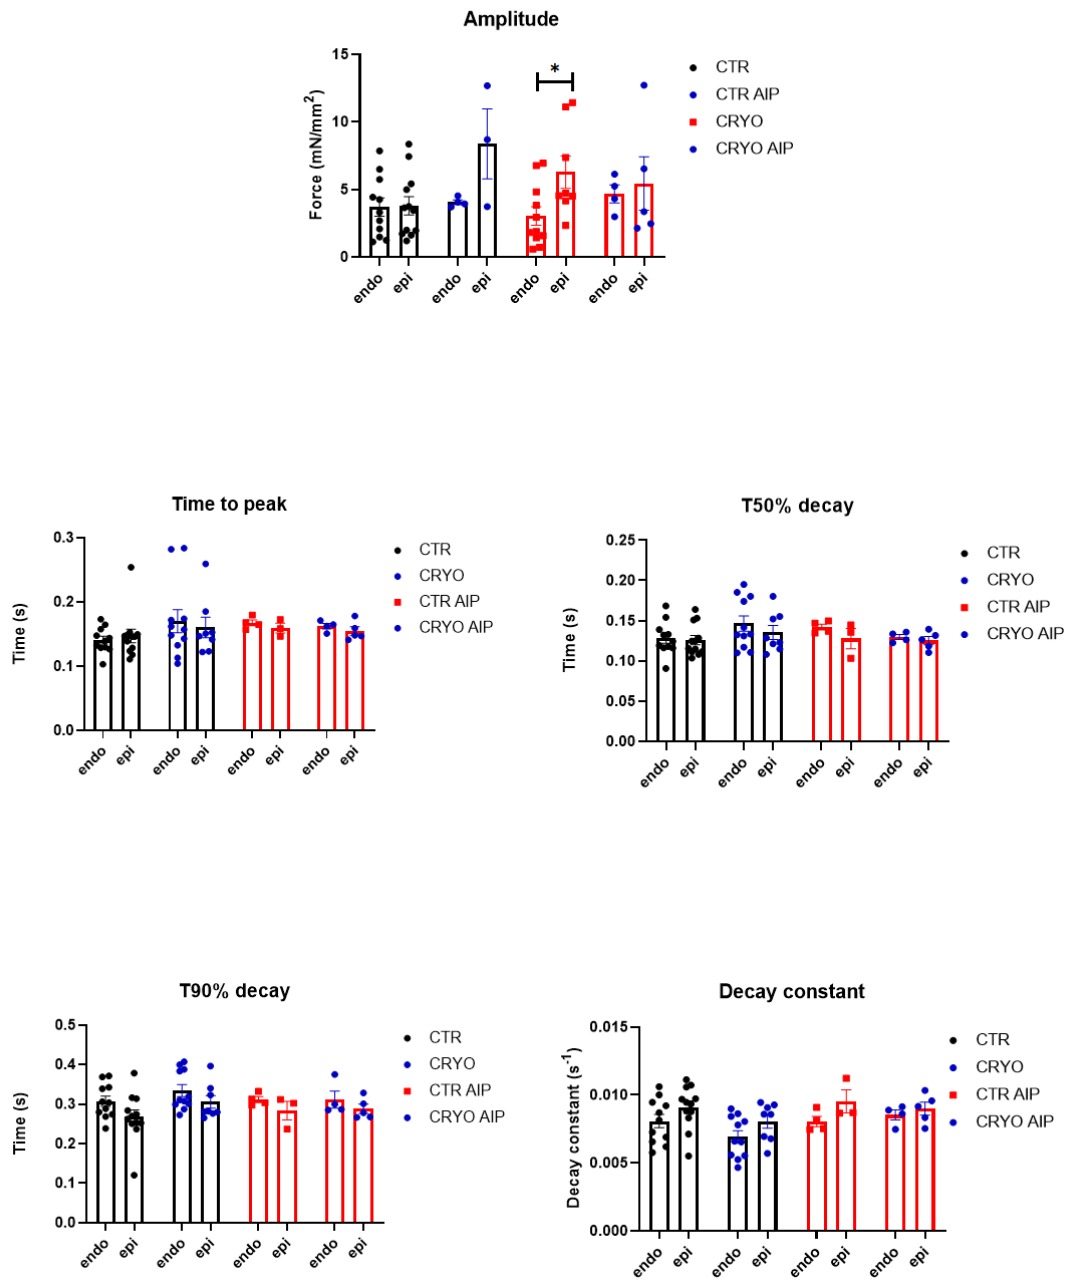 Amplitude
Force (mN/mm2)
15
10
5
0
*
endo
epi
endo
epi
endo
epi
endo
epi
CTR
CTR AIP
CRYO
CRYO AIP
Time to peak
Time (s)
0.3
0.2
0.1
0.0
endo
epi
endo
epi
endo
epi
endo
epi
CTR
CRYO
CTR AIP
CRYO AIP
T50% decay
Time (s)
0.25
0.20
0.15
0.10
0.05
0.00
endo
epi
endo
epi
endo
epi
endo
epi
CTR
CRYO
CTR AIP
CRYO AIP
T90% decay
Time (s)
0.5
0.4
0.3
0.2
0.1
0.0
endo
epi
endo
epi
endo
epi
endo
epi
CTR
CRYO
CTR AIP
CRYO AIP
Decay constant
Decay constant (s-1)
0.015
0.010
0.005
0.000
endo
epi
endo
epi
endo
epi
endo
epi
CTR
CRYO
CTR AIP
CRYO AIP